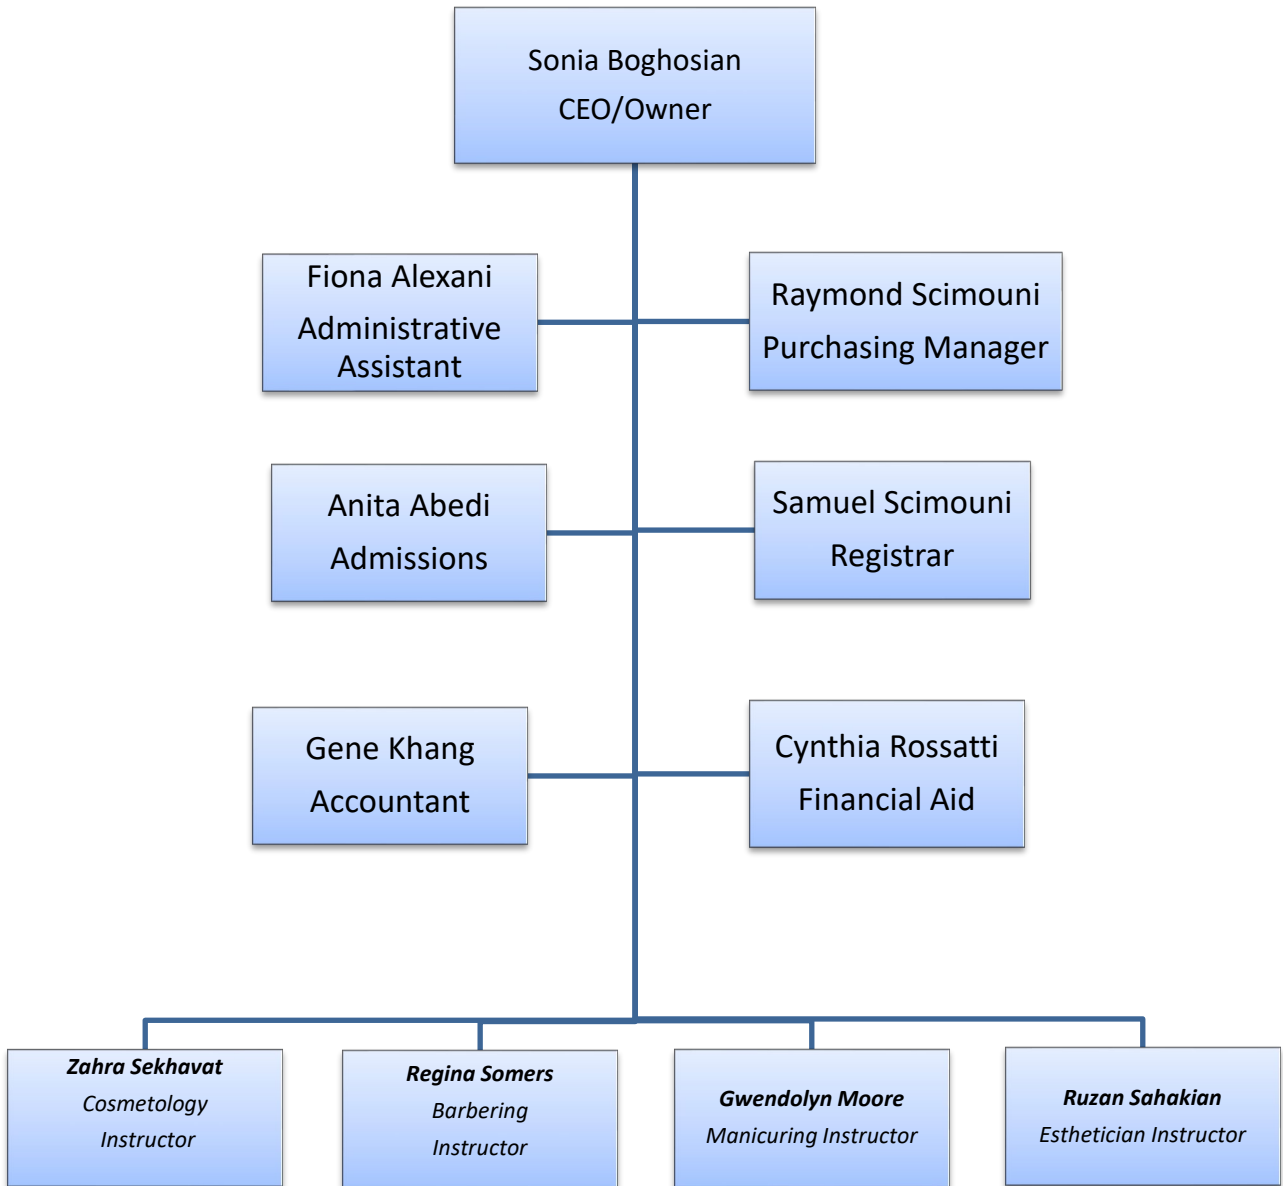 Sonia Boghosian
CEO/Owner
Fiona Alexani
Administrative
Assistant
Raymond Scimouni
Purchasing Manager
Anita Abedi
Admissions
Samuel Scimouni
Registrar
Gene Khang
Accountant
Cynthia Rossatti
Financial Aid
Zahra Sekhavat
Cosmetology
Instructor
Regina Somers
Barbering
Instructor
Gwendolyn Moore
Manicuring Instructor
Ruzan Sahakian
Esthetician Instructor